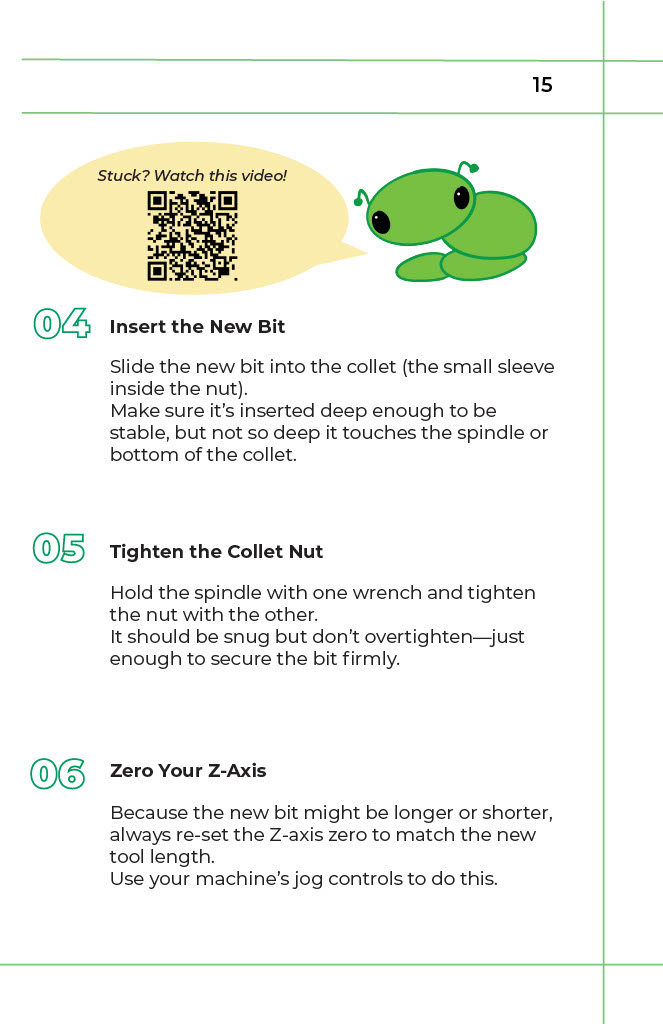 15
Stuck? Watch this video!
04
Insert the New Bit
Slide the new bit into the collet (the small sleeve
inside the nut).
Make sure it’s inserted deep enough to be
stable, but not so deep it touches the spindle or
bottom of the collet.
05
Tighten the Collet Nut
Hold the spindle with one wrench and tighten
the nut with the other.
It should be snug but don’t overtighten—just
enough to secure the bit firmly.
06
Zero Your Z-Axis
Because the new bit might be longer or shorter,
always re-set the Z-axis zero to match the new
tool length.
Use your machine’s jog controls to do this.